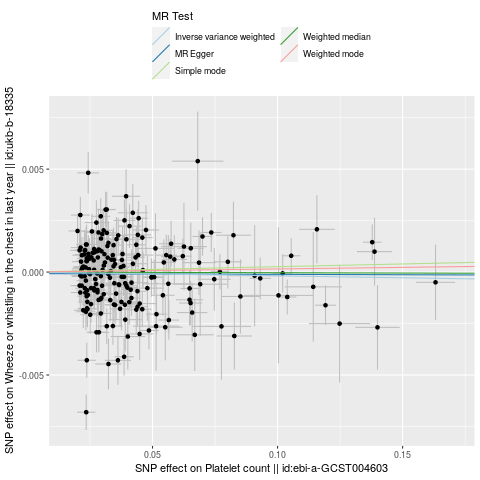 MR Test
Inverse variance weighted
Weighted median
MR Egger
Weighted mode
Simple mode
SNP effect on Wheeze or whistling in the chest in last year || id:ukb-b-18335
0.005
0.000
-0.005
0.05
0.10
0.15
SNP effect on Platelet count || id:ebi-a-GCST004603